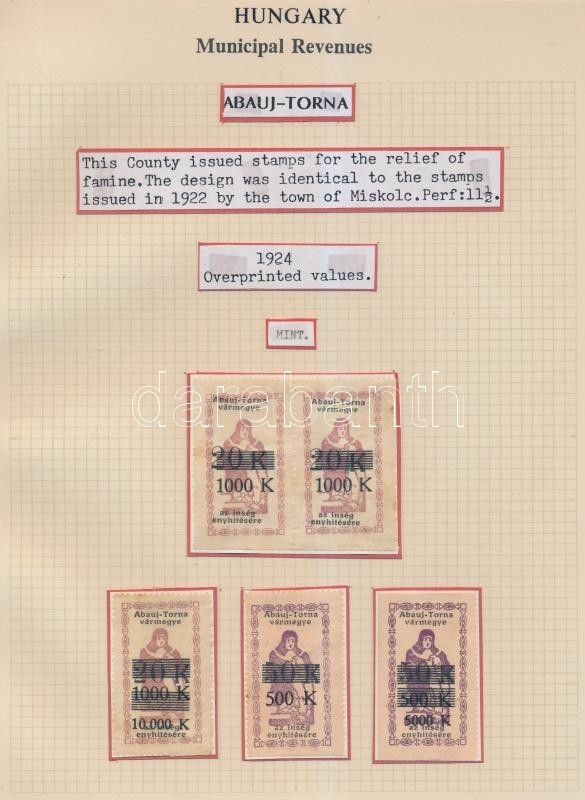 HUNGARY
Municipal Revenues
ABAUJ-TORNA
This County issued stamps for the relief of
famine.The design was identical to the stamps
issued in 1922 by the town of Miskolc.Perf:11½.
1924
Overprinted values.
MINT.
darabanth
Abauj-Torna
vármegye
20 K
1000 K
az inség
enyhitésére
Abauj-Torna
vármegye
20 K
1000 K
az inség
enyhitésére
Abauj-Torna
vármegye
20 K
1000 K
10.000 K
enyhitésére
Abauj-Torna
vármegye
50 K
500 K
az inség
enyhitésére
Abauj-Torna
vármegye
50 K
500 K
5000 K
az inség
enyhitésére